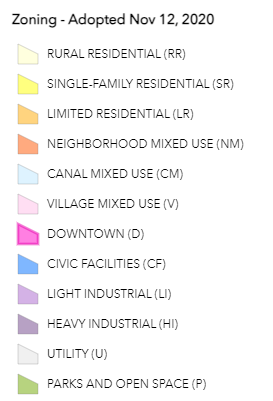 Zoning - Adopted Nov 12, 2020
RURAL RESIDENTIAL (RR)
SINGLE-FAMILY RESIDENTIAL (SR)
LIMITED RESIDENTIAL (LR)
NEIGHBORHOOD MIXED USE (NM)
CANAL MIXED USE (CM)
VILLAGE MIXED USE (V)
DOWNTOWN (D)
CIVIC FACILITIES (CF)
LIGHT INDUSTRIAL (LI)
HEAVY INDUSTRIAL (HI)
UTILITY (U)
PARKS AND OPEN SPACE (P)